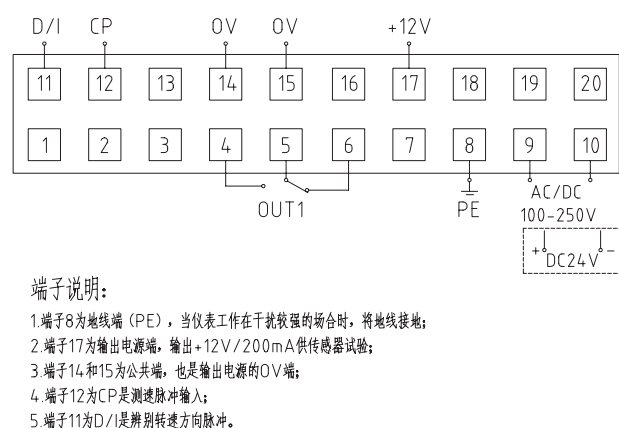 D/I CP 0V 0V +12V
11 12 13 14 15 16 17 18 19 20
1 2 3 4 5 6 7 8 9 10
OUT1 PE AC/DC
100-250V
+ DC24V -
端子说明:
1.端子8为地线端（PE）,当仪表工作在干扰较强的场合时,将地线接地;
2.端子17为输出电源端,输出+12V/200mA供传感器试验;
3.端子14和15为公共端,也是输出电源的0V端;
4.端子12为CP是测速脉冲输入;
5.端子11为D/I是辨别转速方向脉冲。